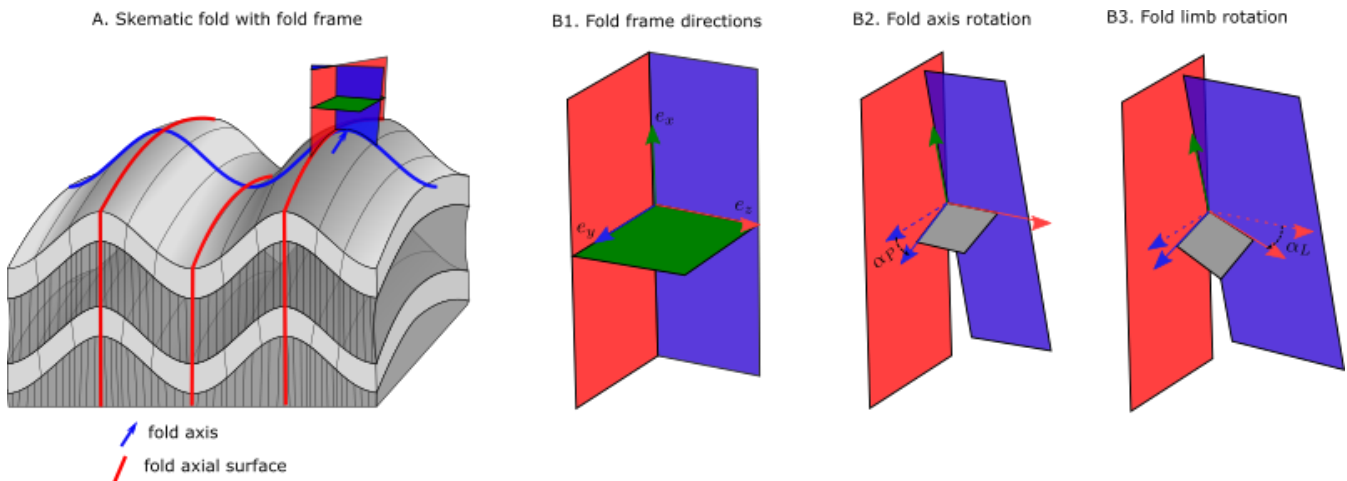 A. Skematic fold with fold frame
B1. Fold frame directions
B2. Fold axis rotation
B3. Fold limb rotation
e_x
e_z
e_y
α_P
α_L
fold axis
fold axial surface